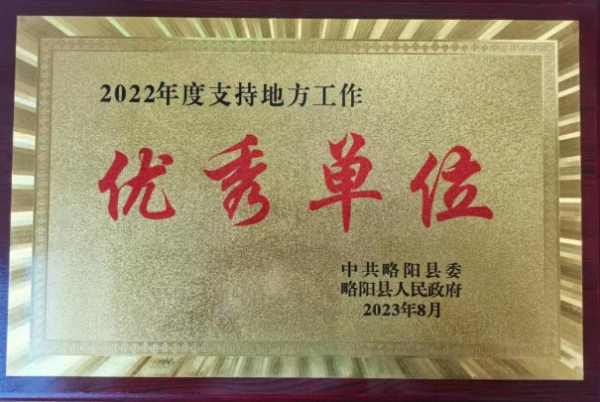 2022年度支持地方工作
优秀单位
中共略阳县委
略阳县人民政府
2023年8月